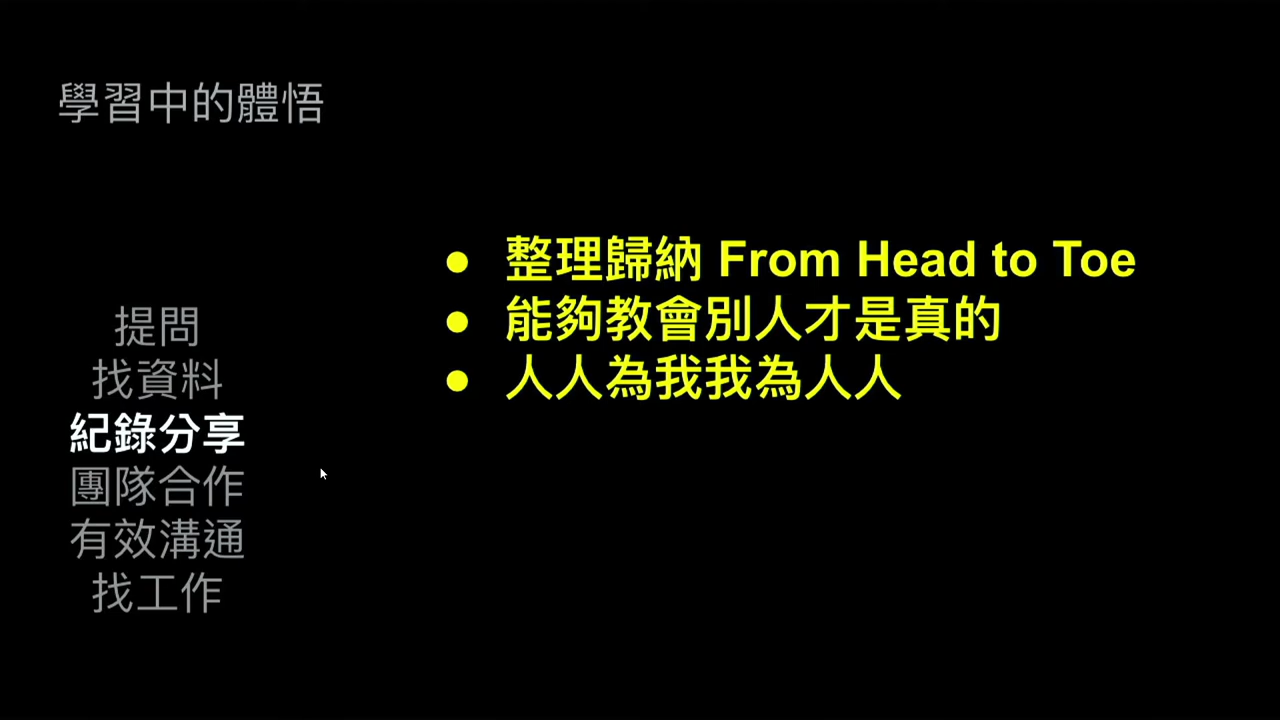 學習中的體悟
提問
找資料
紀錄分享
團隊合作
有效溝通
找工作
● 整理歸納 From Head to Toe
● 能夠教會別人才是真的
● 人人為我我為人人